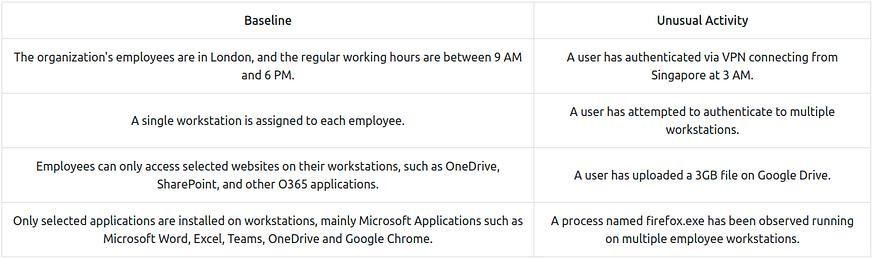 Baseline
Unusual Activity
The organization's employees are in London, and the regular working hours are between 9 AM
and 6 PM.
A user has authenticated via VPN connecting from
Singapore at 3 AM.
A single workstation is assigned to each employee.
A user has attempted to authenticate to multiple
workstations.
Employees can only access selected websites on their workstations, such as OneDrive,
SharePoint, and other O365 applications.
A user has uploaded a 3GB file on Google Drive.
Only selected applications are installed on workstations, mainly Microsoft Applications such as
Microsoft Word, Excel, Teams, OneDrive and Google Chrome.
A process named firefox.exe has been observed running
on multiple employee workstations.